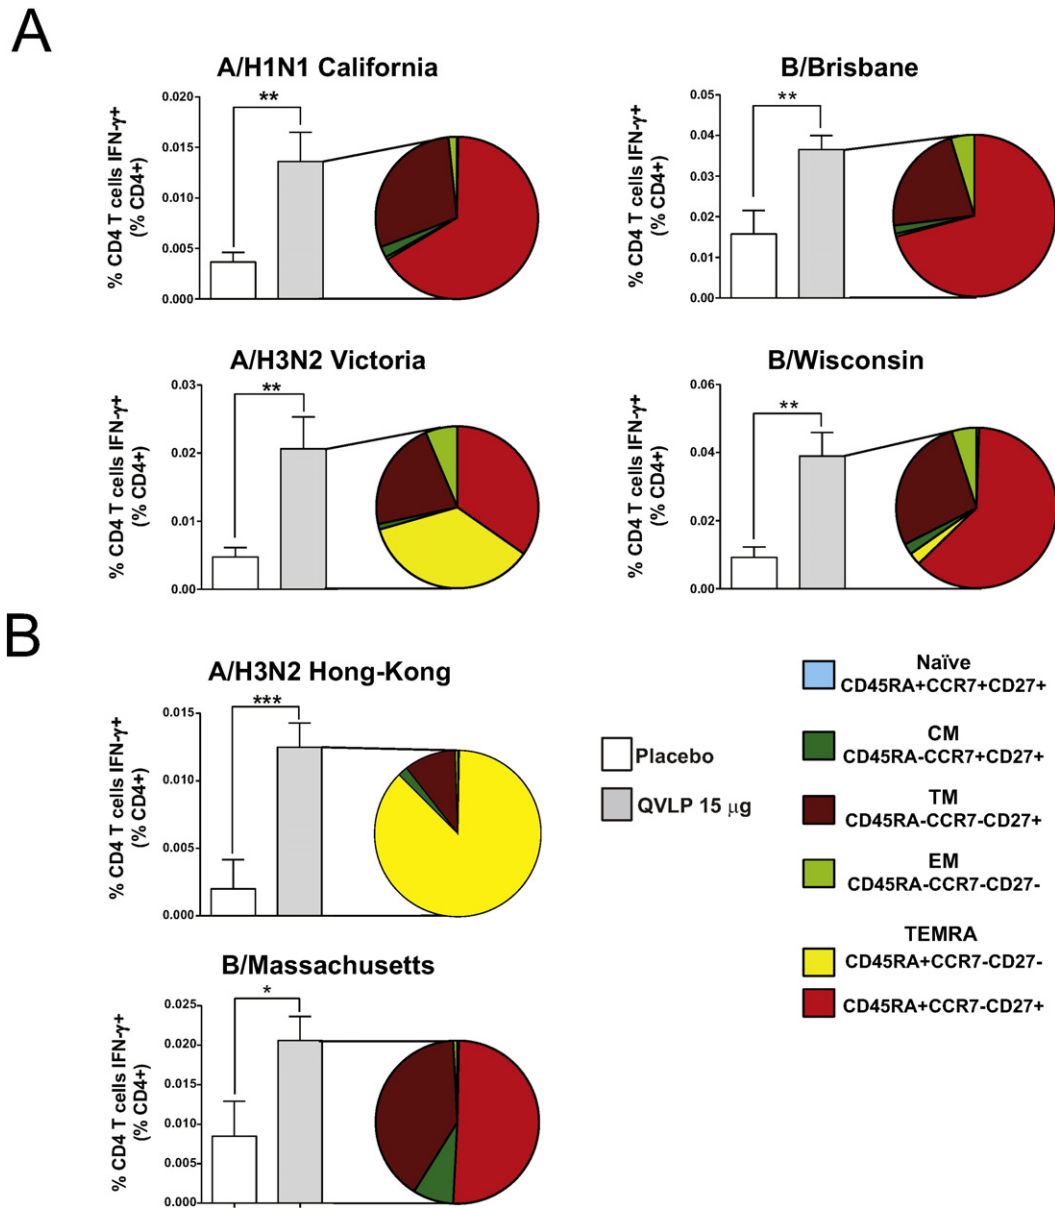 A
A/H1N1 California
% CD4 T cells IFN-γ+
(% CD4+)
0.020
0.015
0.010
0.005
0.000
**
B/Brisbane
% CD4 T cells IFN-γ+
(% CD4+)
0.05
0.04
0.03
0.02
0.01
0.00
**
A/H3N2 Victoria
% CD4 T cells IFN-γ+
(% CD4+)
0.03
0.02
0.01
0.00
**
B/Wisconsin
% CD4 T cells IFN-γ+
(% CD4+)
0.06
0.04
0.02
0.00
**
B
A/H3N2 Hong-Kong
% CD4 T cells IFN-γ+
(% CD4+)
0.015
0.010
0.005
0.000
***
Placebo
QVLP 15 μg
Naïve
CD45RA+CCR7+CD27+
CM
CD45RA-CCR7+CD27+
TM
CD45RA-CCR7-CD27+
EM
CD45RA-CCR7-CD27-
TEMRA
CD45RA+CCR7-CD27-
CD45RA+CCR7-CD27+
B/Massachusetts
% CD4 T cells IFN-γ+
(% CD4+)
0.025
0.020
0.015
0.010
0.005
0.000
*